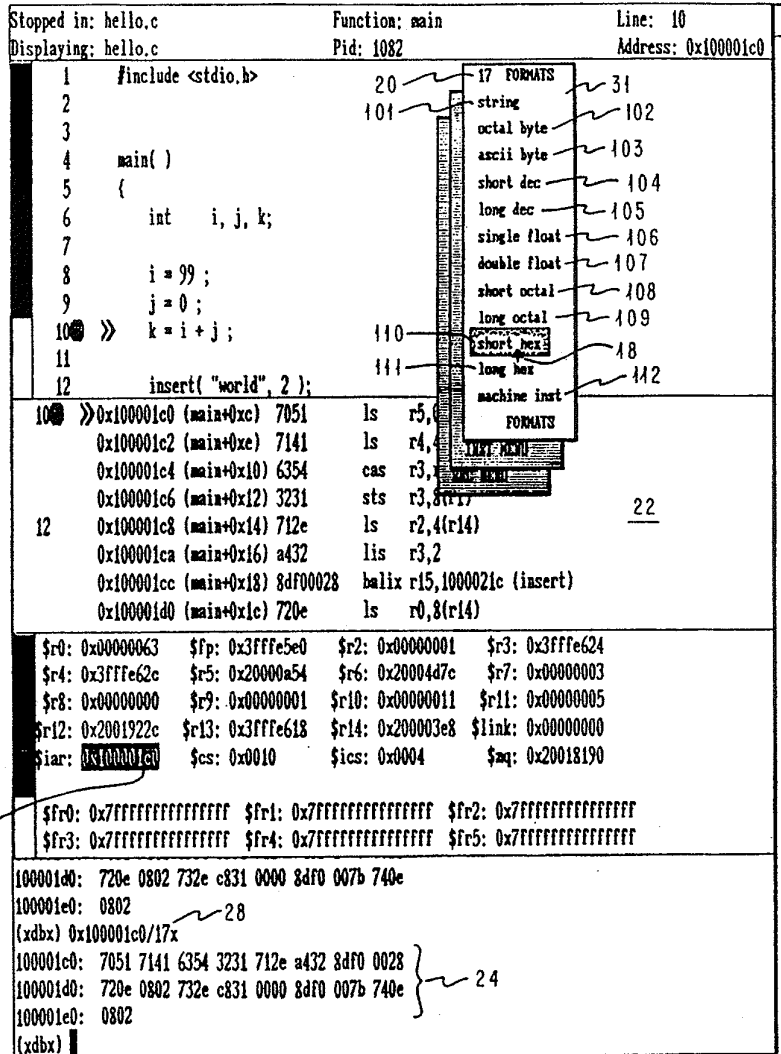 Stopped in: hello.c Function: main Line: 10
Displaying: hello.c Pid: 1082 Address: 0x100001c0
1 #include <stdio.h>
2
3
4 main( )
5 {
6 int i, j, k;
7
8 i = 99 ;
9 j = 0 ;
10 » k = i + j ;
11
12 insert( "world", 2 );
20 17 FORMATS 31
101 string
octal byte 102
ascii byte 103
short dec 104
long dec 105
single float 106
double float 107
short octal 108
long octal 109
110 short hex 18
111 long hex
machine inst 112
FORMATS
INST MENU
MENU
10 »0x100001c0 (main+0xc) 7051 ls r5,0
0x100001c2 (main+0xe) 7141 ls r4,4
0x100001c4 (main+0x10) 6354 cas r3,
0x100001c6 (main+0x12) 3231 sts r3,8(r1)
12 0x100001c8 (main+0x14) 712e ls r2,4(r14)
0x100001ca (main+0x16) a432 lis r3,2
0x100001cc (main+0x18) 8df00028 balix r15,1000021c (insert)
0x100001d0 (main+0x1c) 720e ls r0,8(r14)
22
$r0: 0x00000063 $fp: 0x3fffe5e0 $r2: 0x00000001 $r3: 0x3fffe624
$r4: 0x3fffe62c $r5: 0x20000a54 $r6: 0x20004d7c $r7: 0x00000003
$r8: 0x00000000 $r9: 0x00000001 $r10: 0x00000011 $r11: 0x00000005
$r12: 0x2001922c $r13: 0x3fffe618 $r14: 0x200003e8 $link: 0x00000000
$iar: 0x100001c0 $cs: 0x0010 $ics: 0x0004 $mq: 0x20018190
$fr0: 0x7fffffffffffffff $fr1: 0x7fffffffffffffff $fr2: 0x7fffffffffffffff
$fr3: 0x7fffffffffffffff $fr4: 0x7fffffffffffffff $fr5: 0x7fffffffffffffff
100001d0: 720e 0802 732e c831 0000 8df0 007b 740e
100001e0: 0802
(xdbx) 0x100001c0/17x 28
100001c0: 7051 7141 6354 3231 712e a432 8df0 0028
100001d0: 720e 0802 732e c831 0000 8df0 007b 740e 24
100001e0: 0802
(xdbx)